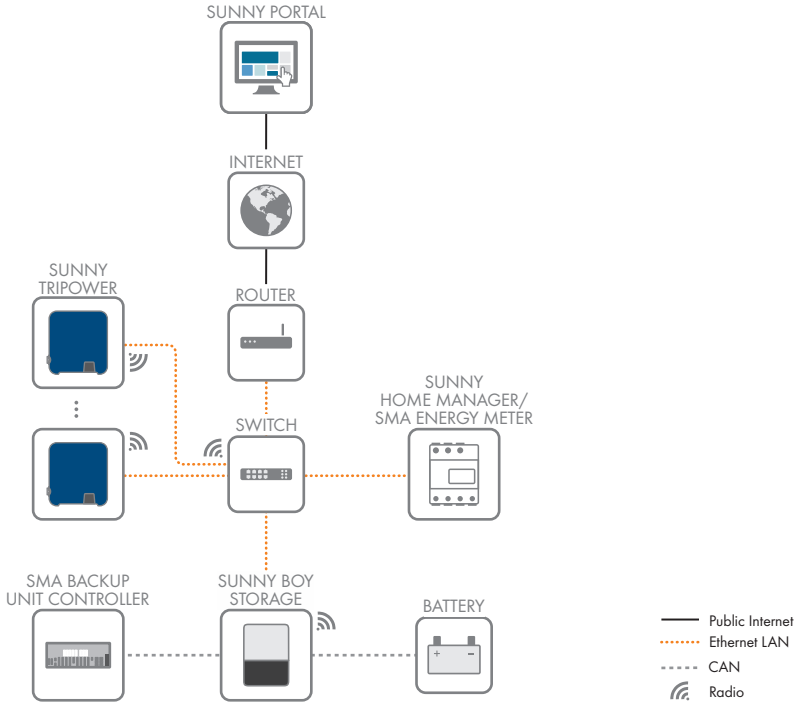 SUNNY PORTAL
INTERNET
SUNNY
TRIPOWER
ROUTER
SUNNY
HOME MANAGER/
SMA ENERGY METER
SWITCH
SMA BACKUP
UNIT CONTROLLER
SUNNY BOY
STORAGE
BATTERY
+ −
Public Internet
Ethernet LAN
CAN
Radio